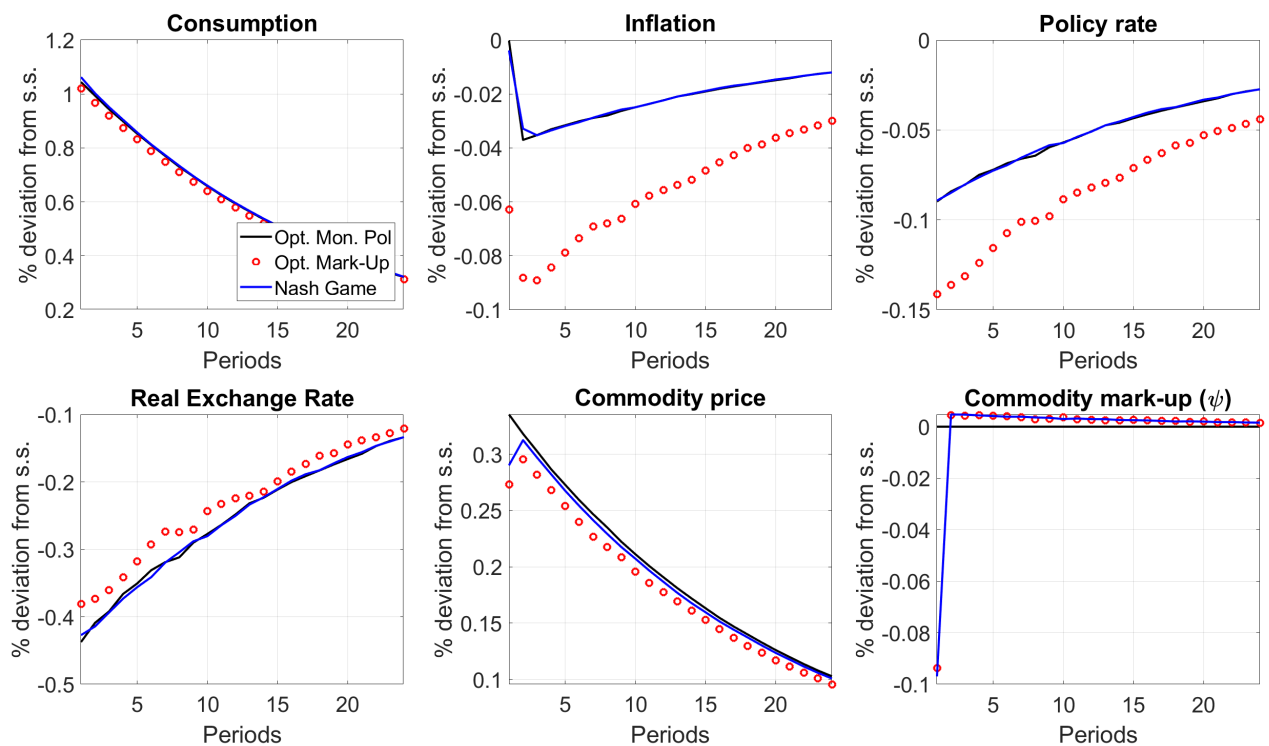 Consumption
% deviation from s.s.
1.2
1
0.8
0.6
0.4
0.2
5 10 15 20
Periods
Opt. Mon. Pol
Opt. Mark-Up
Nash Game
Inflation
% deviation from s.s.
0
-0.02
-0.04
-0.06
-0.08
-0.1
5 10 15 20
Periods
Policy rate
% deviation from s.s.
0
-0.05
-0.1
-0.15
5 10 15 20
Periods
Real Exchange Rate
% deviation from s.s.
-0.1
-0.2
-0.3
-0.4
-0.5
5 10 15 20
Periods
Commodity price
% deviation from s.s.
0.3
0.25
0.2
0.15
0.1
5 10 15 20
Periods
Commodity mark-up (ψ)
% deviation from s.s.
0
-0.02
-0.04
-0.06
-0.08
-0.1
5 10 15 20
Periods